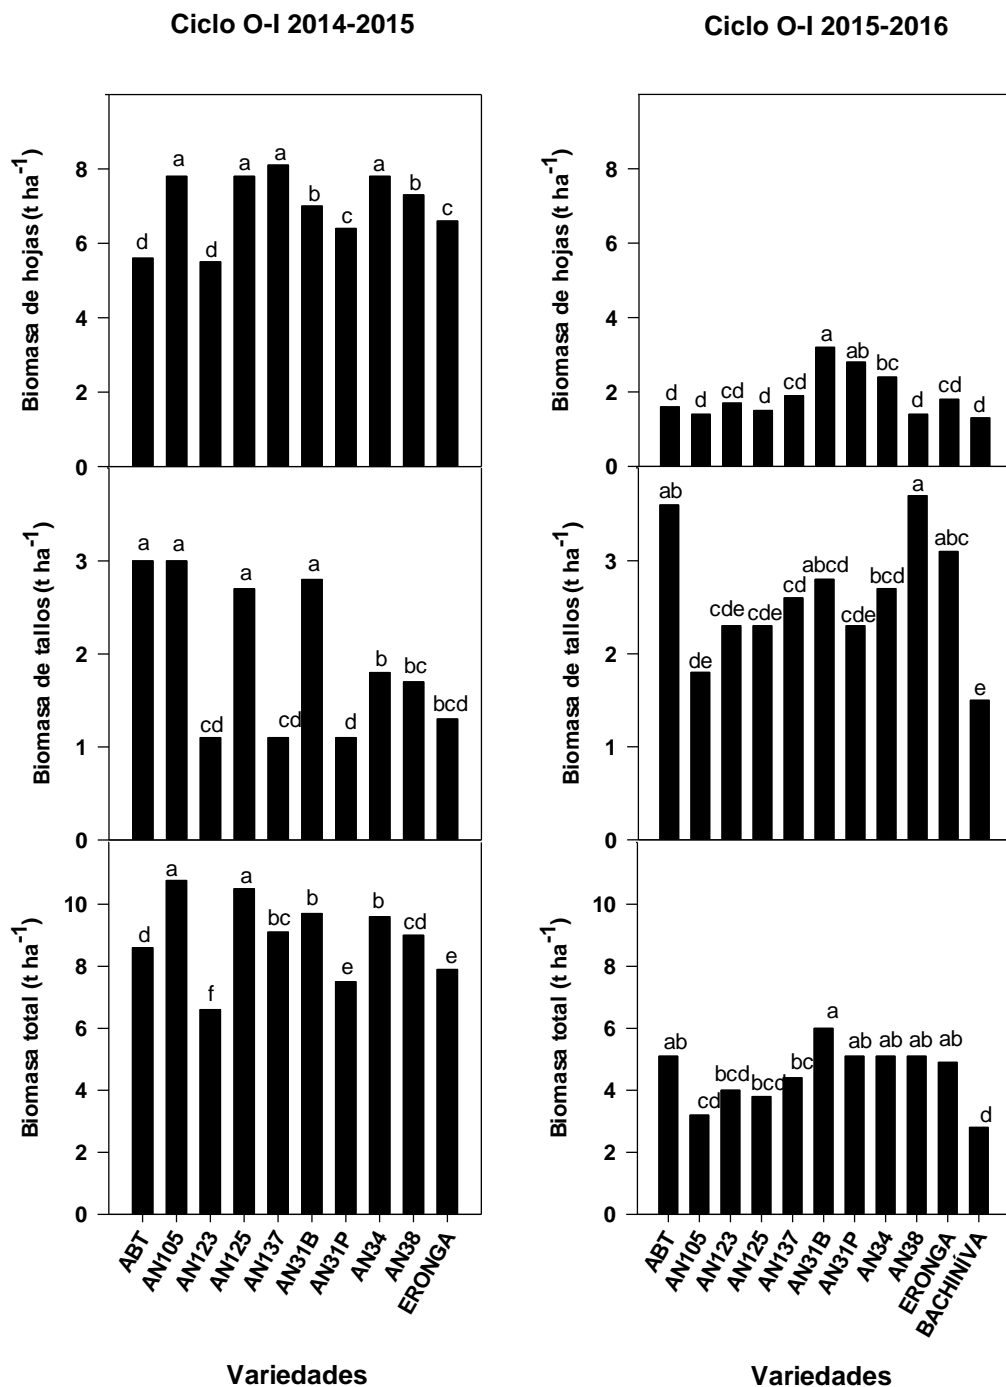 Ciclo O-I 2014-2015
Biomasa de hojas (t ha-1)
8
6
4
2
0
d a d a a b c a b c
Biomasa de tallos (t ha-1)
3
2
1
0
a a cd a cd a d b bc bcd
Biomasa total (t ha-1)
10
8
6
4
2
0
d a f a bc b e b cd e
ABT AN105 AN123 AN125 AN137 AN31B AN31P AN34 AN38 ERONGA
Variedades
Ciclo O-I 2015-2016
Biomasa de hojas (t ha-1)
8
6
4
2
0
d d cd d cd a ab bc d cd d
Biomasa de tallos (t ha-1)
3
2
1
0
ab de cde cde cd abcd cde bcd a abc e
Biomasa total (t ha-1)
10
8
6
4
2
0
ab cd bcd bcd bc a ab ab ab ab d
ABT AN105 AN123 AN125 AN137 AN31B AN31P AN34 AN38 ERONGA BACHINÍVA
Variedades